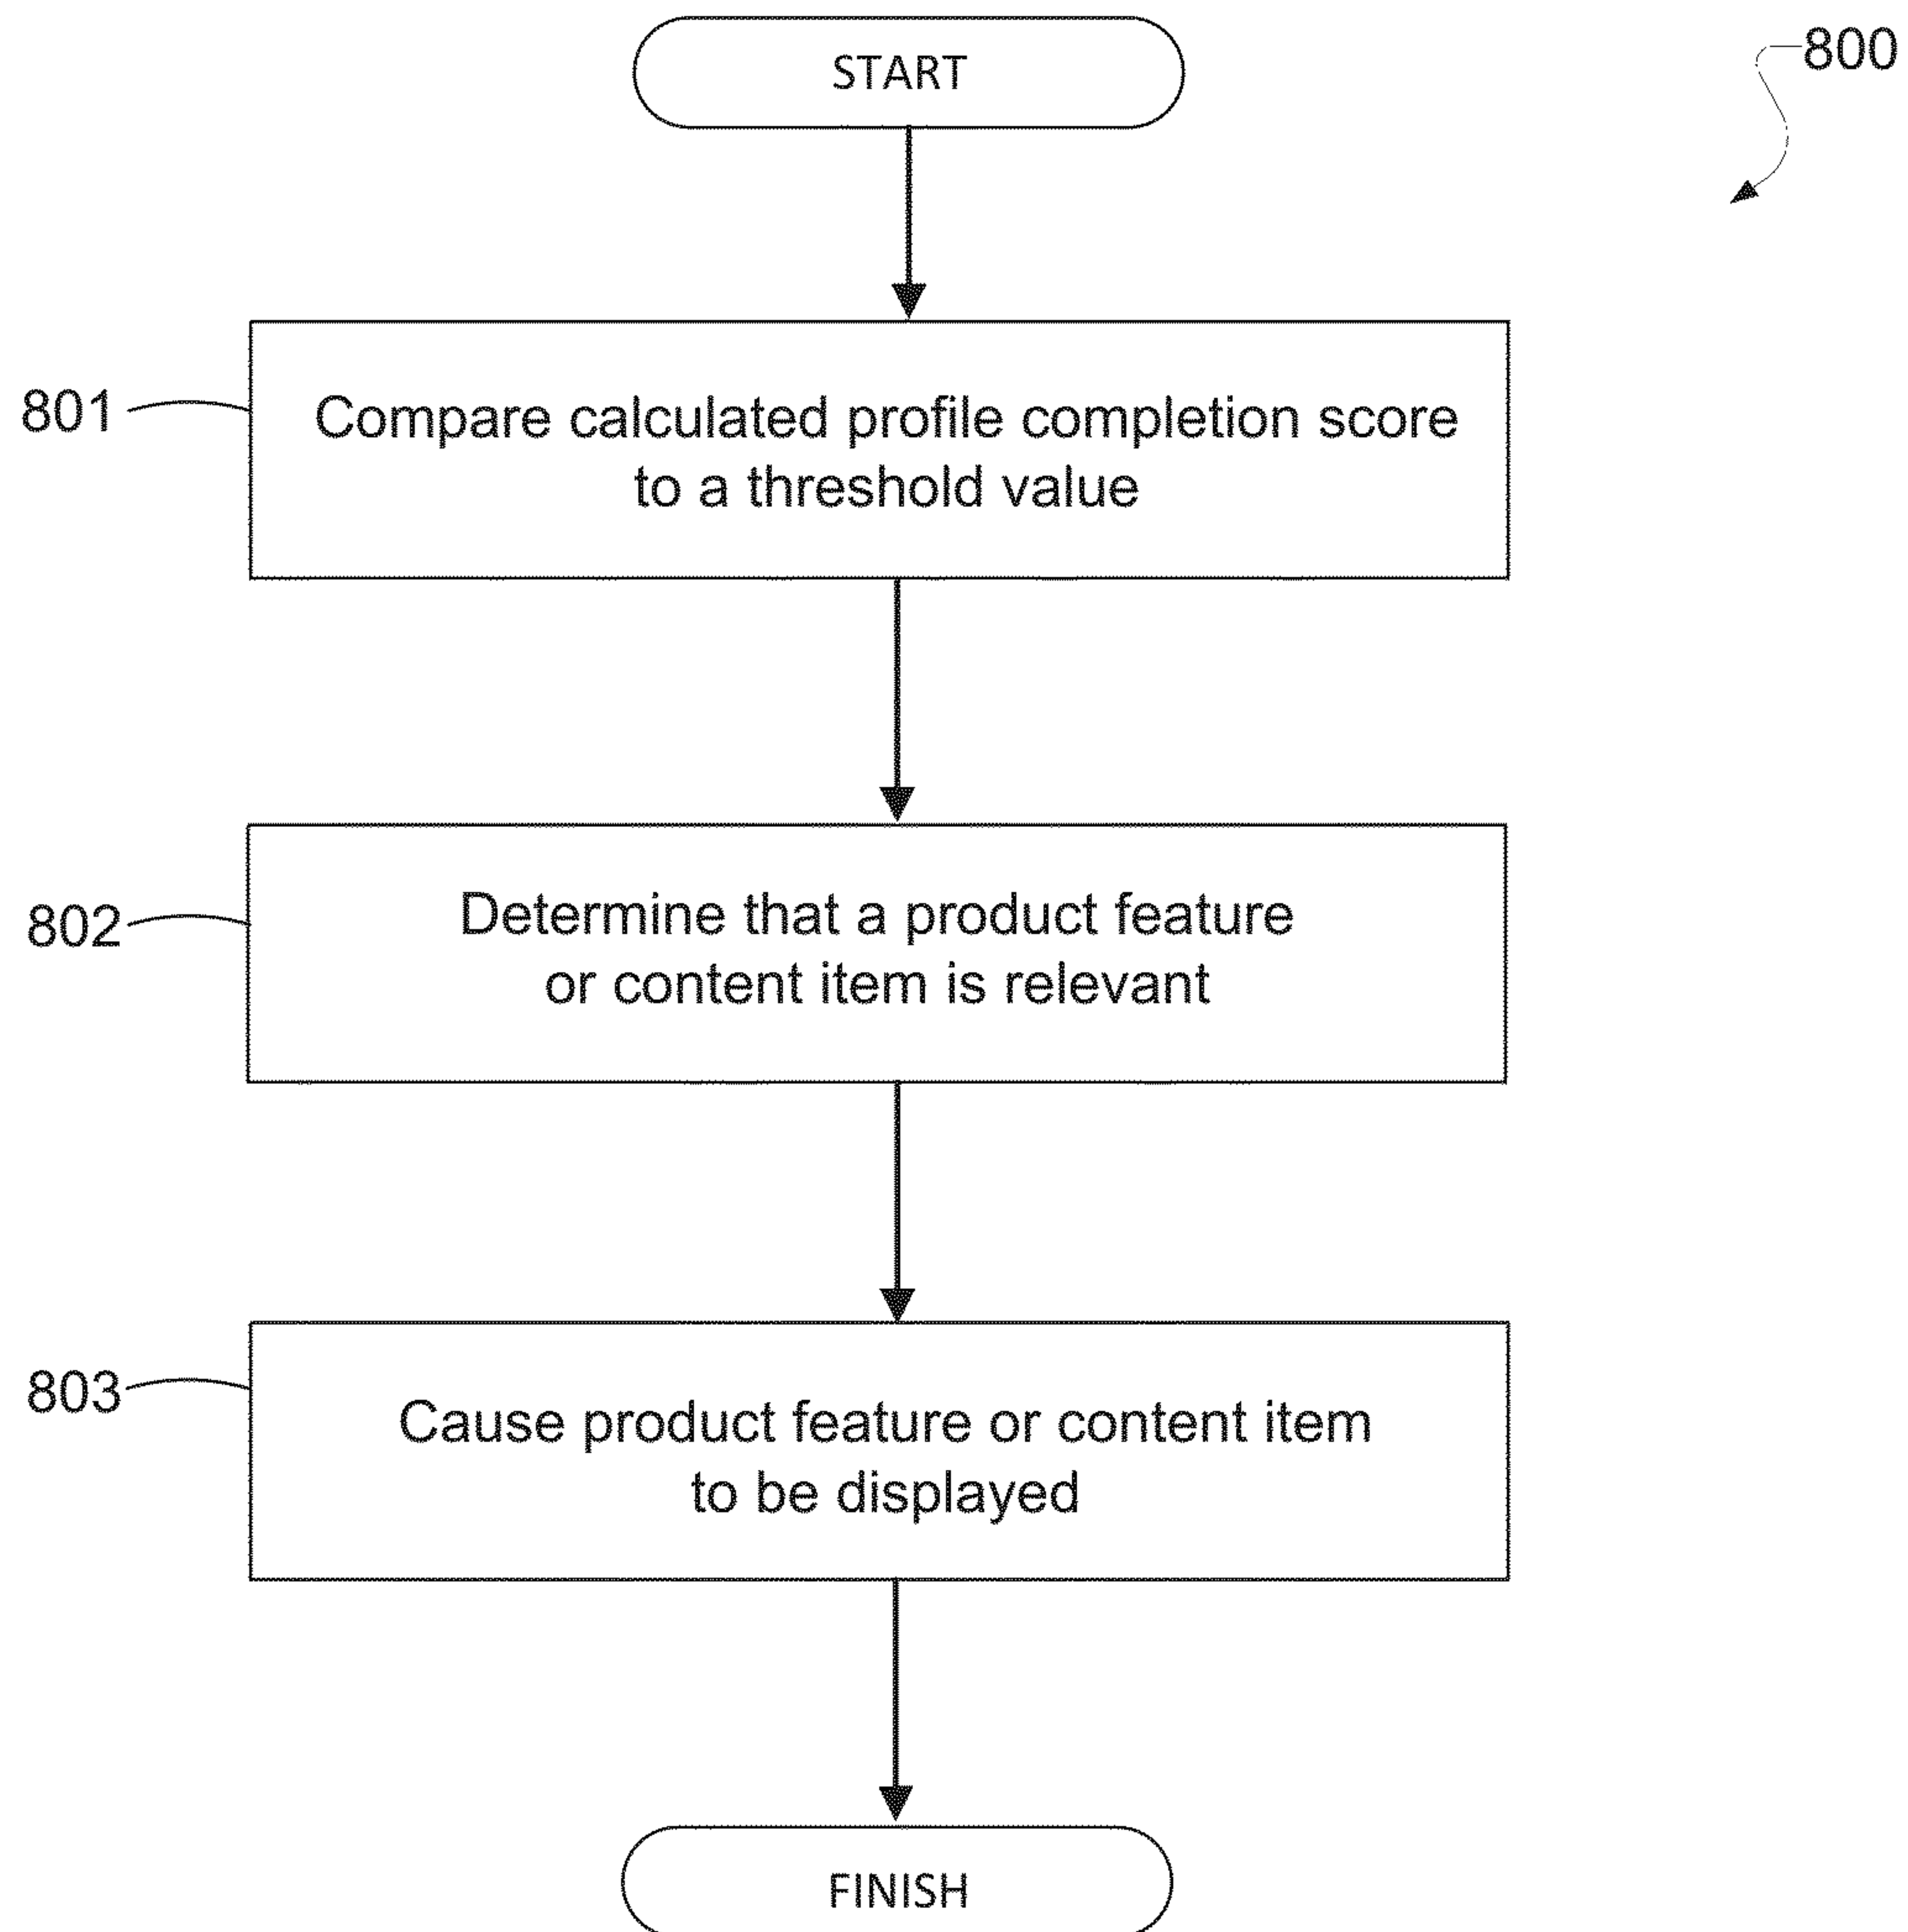 START
800
801
Compare calculated profile completion score
to a threshold value
802
Determine that a product feature
or content item is relevant
803
Cause product feature or content item
to be displayed
FINISH